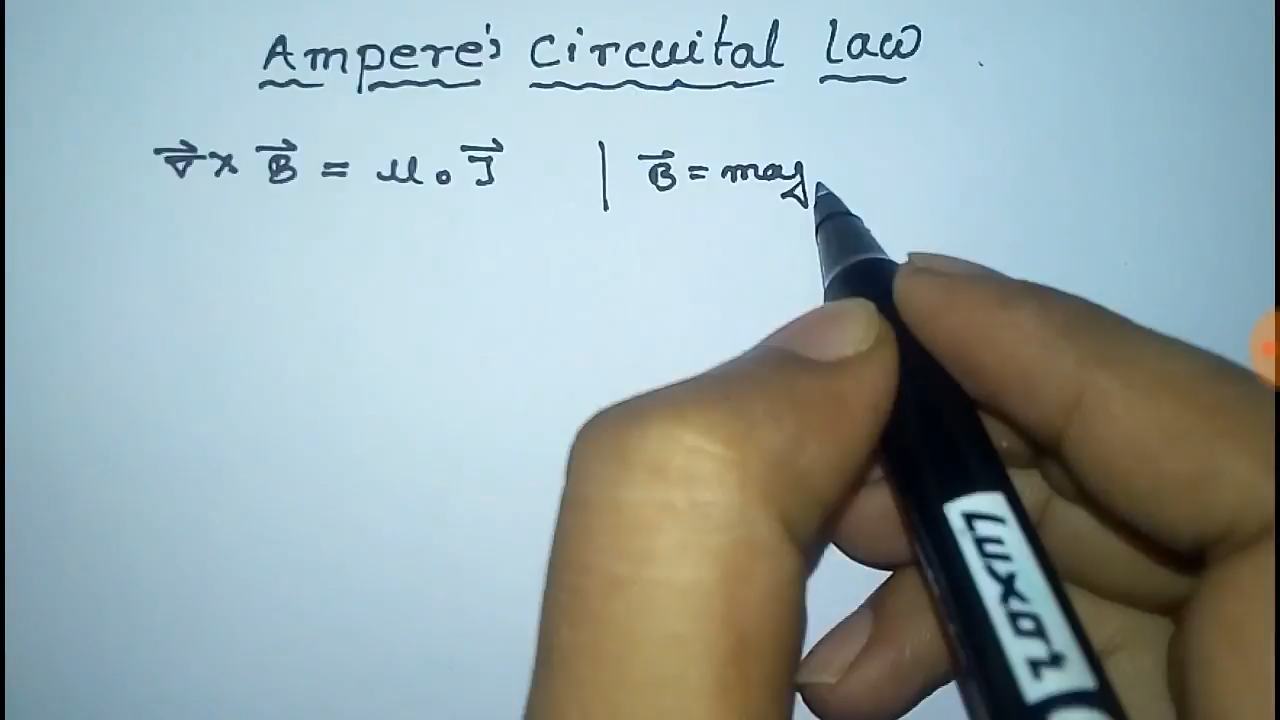 Ampere's Circuital law
∇⃗ × B⃗ = μ₀ J⃗ | B⃗ = mag
LUXOR